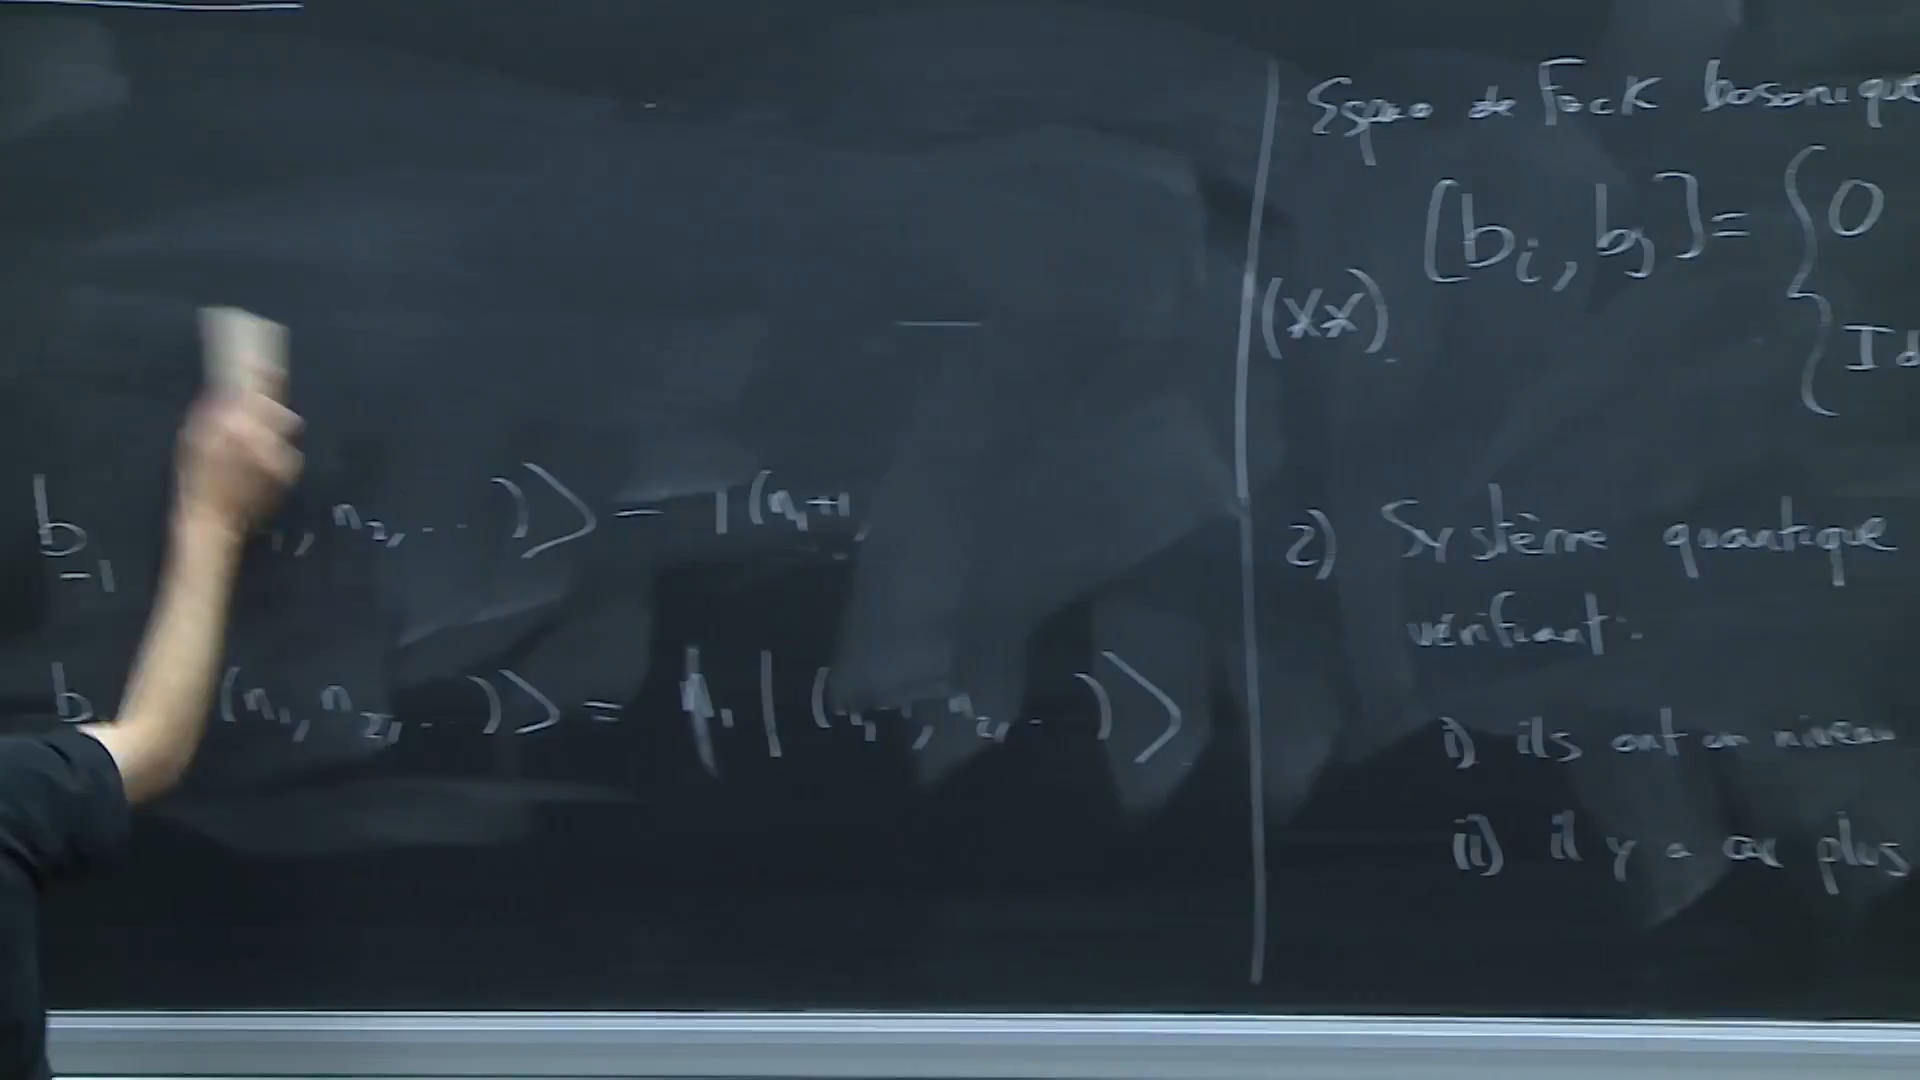 b_{-1} , n_2, ... )⟩ = |(n_1+1,
b (n_1, n_2, ... )⟩ = n_1 |(n_1-1, n_2, .. )⟩
Espace de Fock bosonique
[b_i, b_j] = { 0
(**) { Id
2) Système quantique
vérifiant:
i) ils ont un niveau
ii) il y a au plus